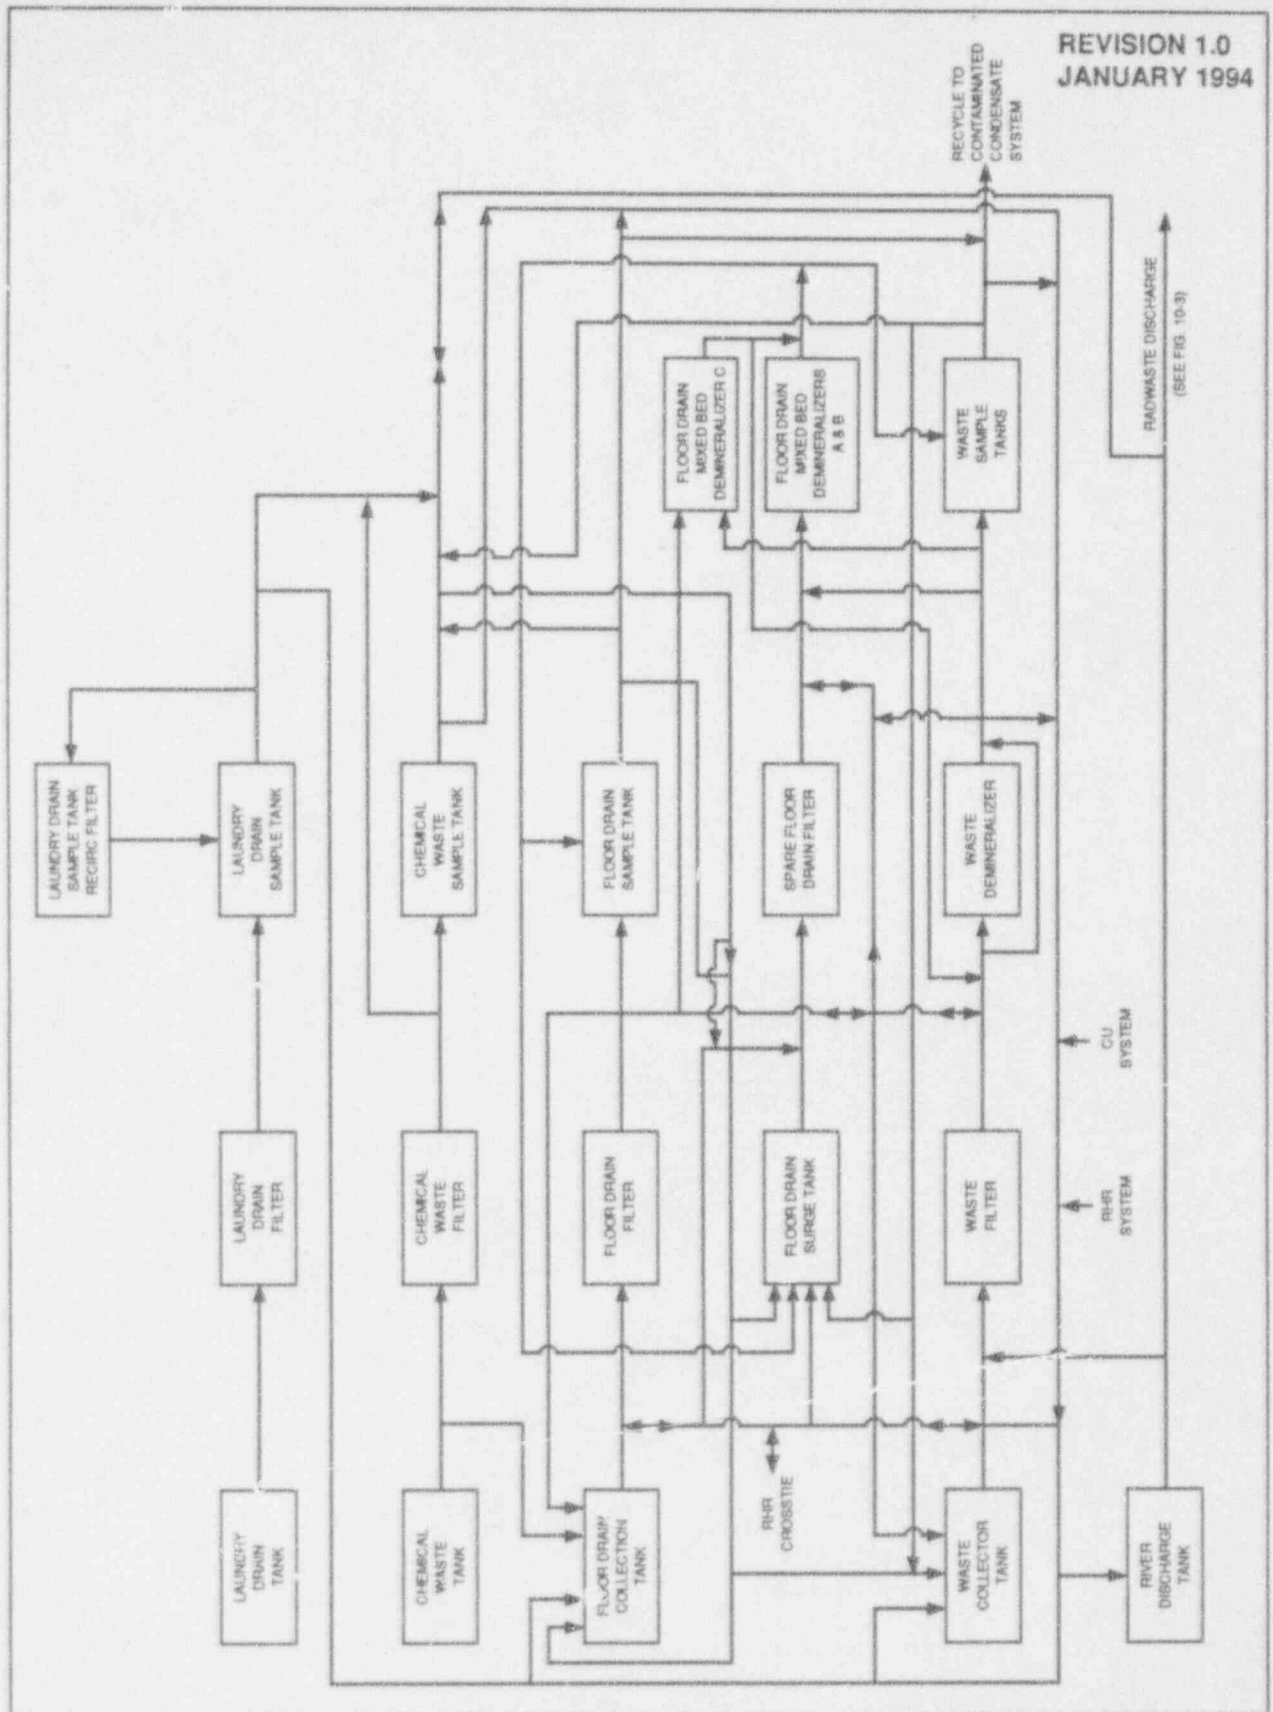 REVISION 1.0
JANUARY 1994
RECYCLE TO
CONTAMINATED
CONDENSATE
SYSTEM
LAUNDRY DRAIN
SAMPLE TANK
RECIRC FILTER
LAUNDRY
DRAIN
TANK
LAUNDRY
DRAIN
FILTER
LAUNDRY
DRAIN
SAMPLE TANK
CHEMICAL
WASTE
TANK
CHEMICAL
WASTE
FILTER
CHEMICAL
WASTE
SAMPLE TANK
FLOOR DRAIN
COLLECTION
TANK
FLOOR DRAIN
FILTER
FLOOR DRAIN
SAMPLE TANK
FLOOR DRAIN
MIXED BED
DEMINERALIZER C
RHR
CROSSTIE
FLOOR DRAIN
SURGE TANK
SPARE FLOOR
DRAIN FILTER
FLOOR DRAIN
MIXED BED
DEMINERALIZERS
A & B
WASTE
COLLECTOR
TANK
WASTE
FILTER
WASTE
DEMINERALIZER
WASTE
SAMPLE
TANKS
RHR
SYSTEM
CU
SYSTEM
RIVER
DISCHARGE
TANK
RADWASTE DISCHARGE
(SEE FIG. 10-3)